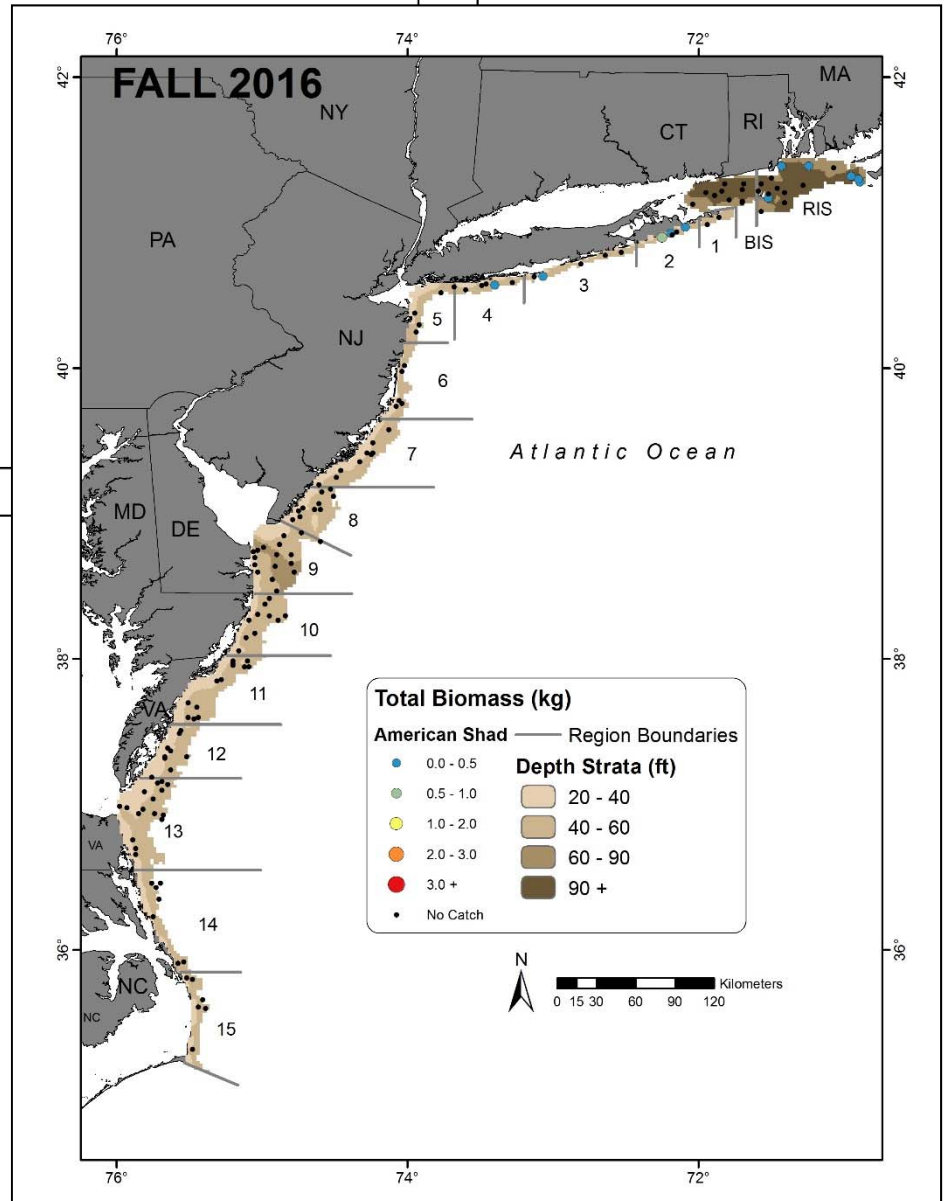 76°
74°
72°
42°
42°
FALL 2016
NY
MA
CT
RI
PA
RIS
BIS
1
2
3
4
5
NJ
40°
40°
6
Atlantic Ocean
7
MD
DE
8
9
10
38°
38°
11
VA
12
13
VA
14
36°
36°
NC
NC
15
Total Biomass (kg)
American Shad
0.0 - 0.5
0.5 - 1.0
1.0 - 2.0
2.0 - 3.0
3.0 +
No Catch
Region Boundaries
Depth Strata (ft)
20 - 40
40 - 60
60 - 90
90 +
N
Kilometers
0 15 30 60 90 120
76°
74°
72°